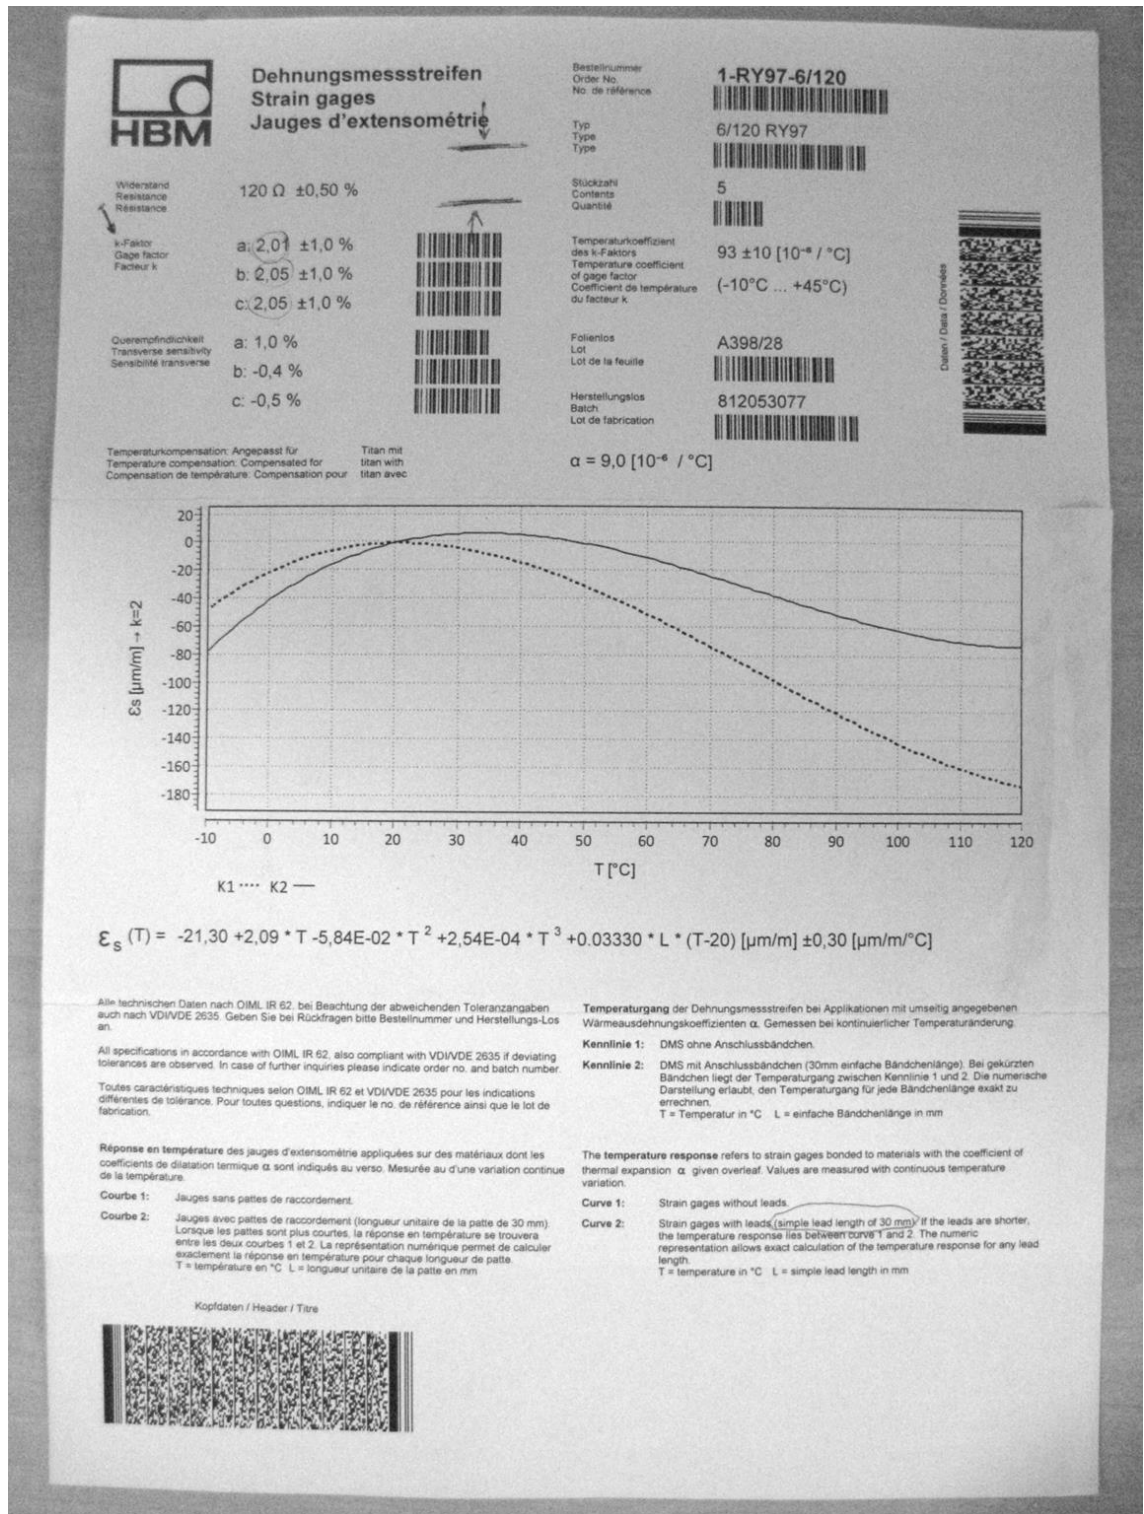 HBM
Dehnungsmessstreifen
Strain gages
Jauges d'extensométrie
Bestellnummer
Order No.
No. de référence
1-RY97-6/120
Typ
Type
Type
6/120 RY97
Widerstand
Resistance
Résistance
120 Ω ±0,50 %
Stückzahl
Contents
Quantité
5
k-Faktor
Gage factor
Facteur k
a: 2,01 ±1,0 %
b: 2,05 ±1,0 %
c: 2,05 ±1,0 %
Temperaturkoeffizient
des k-Faktors
Temperature coefficient
of gage factor
Coefficient de température
du facteur k
93 ±10 [10⁻⁶ / °C]
(-10°C ... +45°C)
Querempfindlichkeit
Transverse sensitivity
Sensibilité transverse
a: 1,0 %
b: -0,4 %
c: -0,5 %
Folienlos
Lot
Lot de la feuille
A398/28
Herstellungslos
Batch
Lot de fabrication
812053077
Daten / Data / Données
Temperaturkompensation: Angepasst für Titan mit
Temperature compensation: Compensated for titan with
Compensation de température: Compensation pour titan avec
α = 9,0 [10⁻⁶ / °C]
εs [µm/m] → k=2
20
0
-20
-40
-60
-80
-100
-120
-140
-160
-180
-10 0 10 20 30 40 50 60 70 80 90 100 110 120
T [°C]
K1 ···· K2 —
εs (T) = -21,30 +2,09 * T -5,84E-02 * T² +2,54E-04 * T³ +0.03330 * L * (T-20) [µm/m] ±0,30 [µm/m/°C]
Alle technischen Daten nach OIML IR 62, bei Beachtung der abweichenden Toleranzangaben
auch nach VDI/VDE 2635. Geben Sie bei Rückfragen bitte Bestellnummer und Herstellungs-Los
an.
All specifications in accordance with OIML IR 62, also compliant with VDI/VDE 2635 if deviating
tolerances are observed. In case of further inquiries please indicate order no. and batch number.
Toutes caractéristiques techniques selon OIML IR 62 et VDI/VDE 2635 pour les indications
différentes de tolérance. Pour toutes questions, indiquer le no. de référence ainsi que le lot de
fabrication.
Temperaturgang der Dehnungsmessstreifen bei Applikationen mit umseitig angegebenen
Wärmeausdehnungskoeffizienten α. Gemessen bei kontinuierlicher Temperaturänderung.
Kennlinie 1: DMS ohne Anschlussbändchen.
Kennlinie 2: DMS mit Anschlussbändchen (30mm einfache Bändchenlänge). Bei gekürzten
Bändchen liegt der Temperaturgang zwischen Kennlinie 1 und 2. Die numerische
Darstellung erlaubt, den Temperaturgang für jede Bändchenlänge exakt zu
errechnen.
T = Temperatur in °C L = einfache Bändchenlänge in mm
Réponse en température des jauges d'extensométrie appliquées sur des matériaux dont les
coefficients de dilatation termique α sont indiqués au verso. Mesurée au d'une variation continue
de la température.
Courbe 1: Jauges sans pattes de raccordement.
Courbe 2: Jauges avec pattes de raccordement (longueur unitaire de la patte de 30 mm)
Lorsque les pattes sont plus courtes, la réponse en température se trouvera
entre les deux courbes 1 et 2. La représentation numérique permet de calculer
exactement la réponse en température pour chaque longueur de patte.
T = température en °C L = longueur unitaire de la patte en mm
The temperature response refers to strain gages bonded to materials with the coefficient of
thermal expansion α given overleaf. Values are measured with continuous temperature
variation.
Curve 1: Strain gages without leads.
Curve 2: Strain gages with leads (simple lead length of 30 mm). If the leads are shorter,
the temperature response lies between curve 1 and 2. The numeric
representation allows exact calculation of the temperature response for any lead
length.
T = temperature in °C L = simple lead length in mm
Kopfdaten / Header / Titre